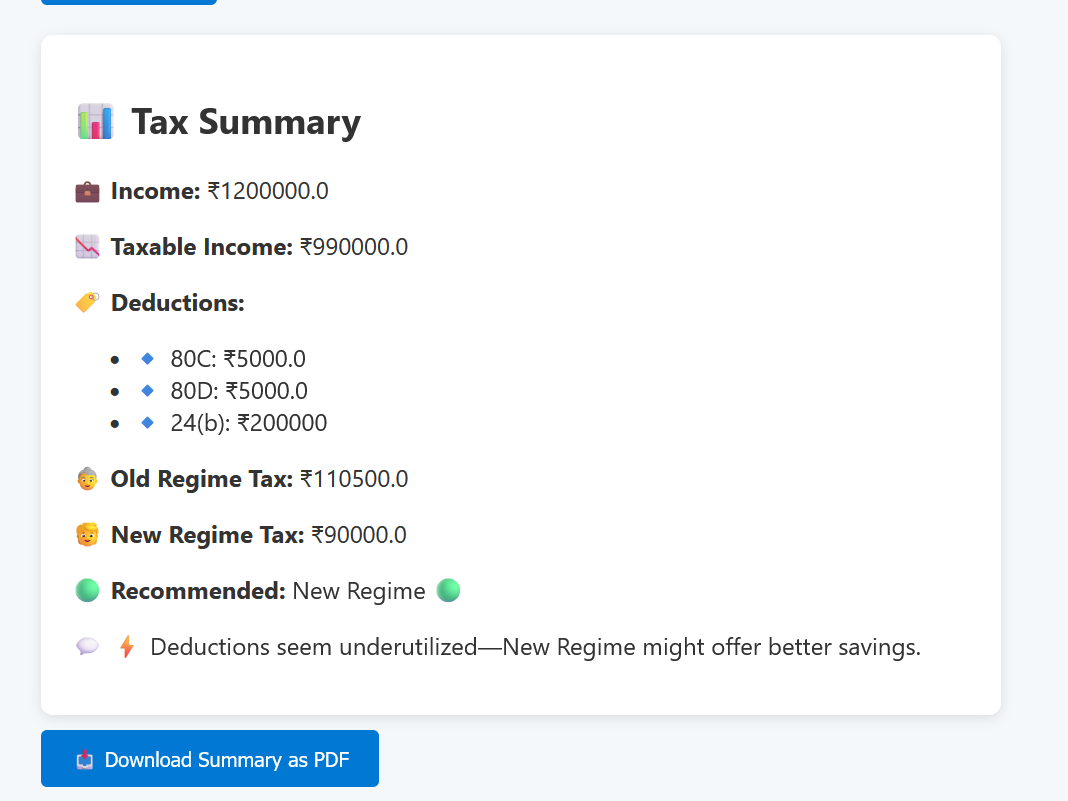 Tax Summary
Income: ₹1200000.0
Taxable Income: ₹990000.0
Deductions:
80C: ₹5000.0
80D: ₹5000.0
24(b): ₹200000
Old Regime Tax: ₹110500.0
New Regime Tax: ₹90000.0
Recommended: New Regime
Deductions seem underutilized—New Regime might offer better savings.
Download Summary as PDF